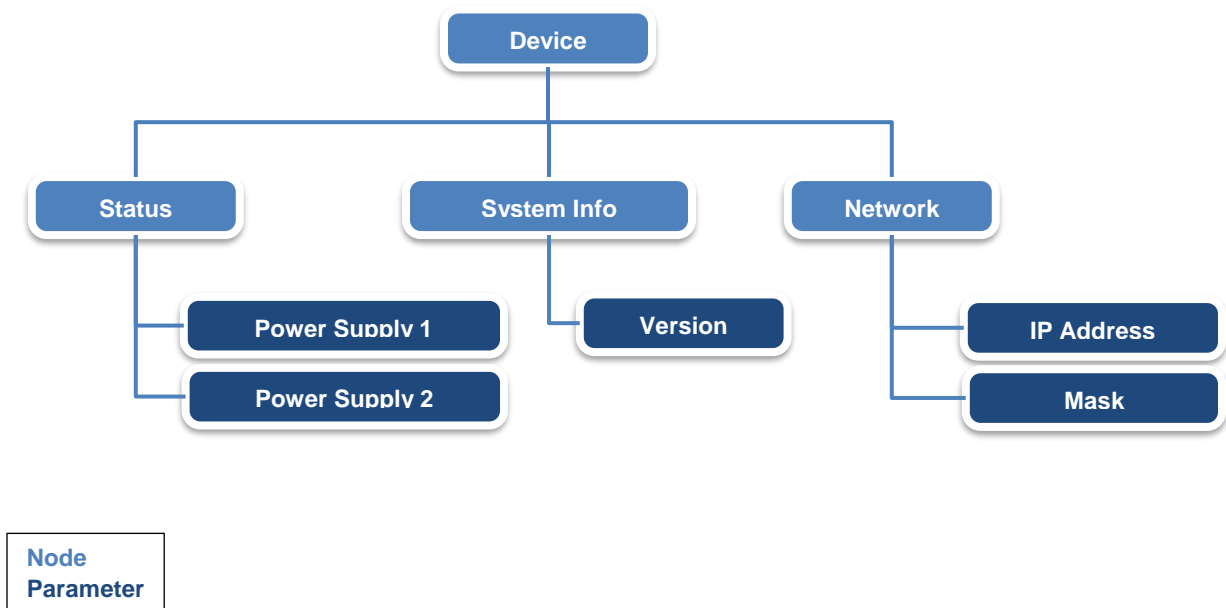 Device
Status
System Info
Network
Power Supply 1
Version
IP Address
Power Supply 2
Mask
Node
Parameter